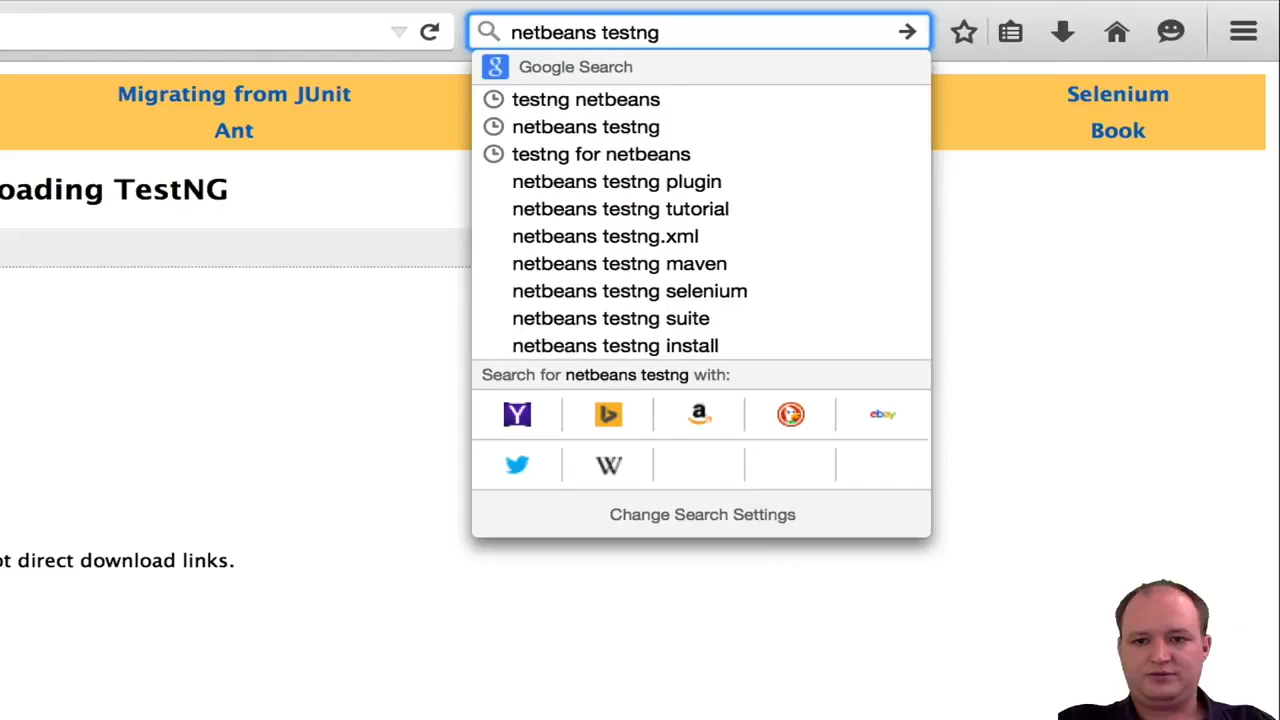 netbeans testng
Google Search
Migrating from JUnit
Selenium
testng netbeans
Ant
netbeans testng
Book
testng for netbeans
oading TestNG
netbeans testng plugin
netbeans testng tutorial
netbeans testng.xml
netbeans testng maven
netbeans testng selenium
netbeans testng suite
netbeans testng install
Search for netbeans testng with:
Y
b
a
ebay
W
Change Search Settings
ot direct download links.